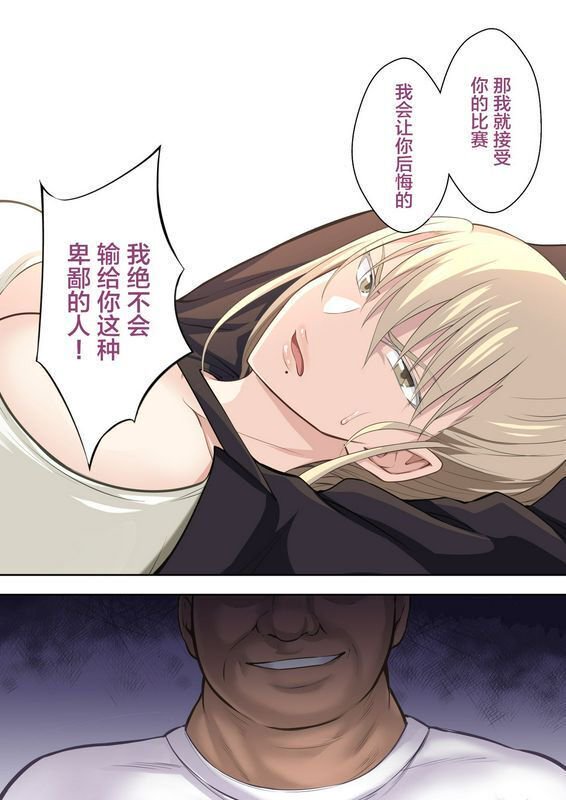 那我就接受
你的比赛
我会让你后悔的
我绝不会
输给你这种
卑鄙的人！